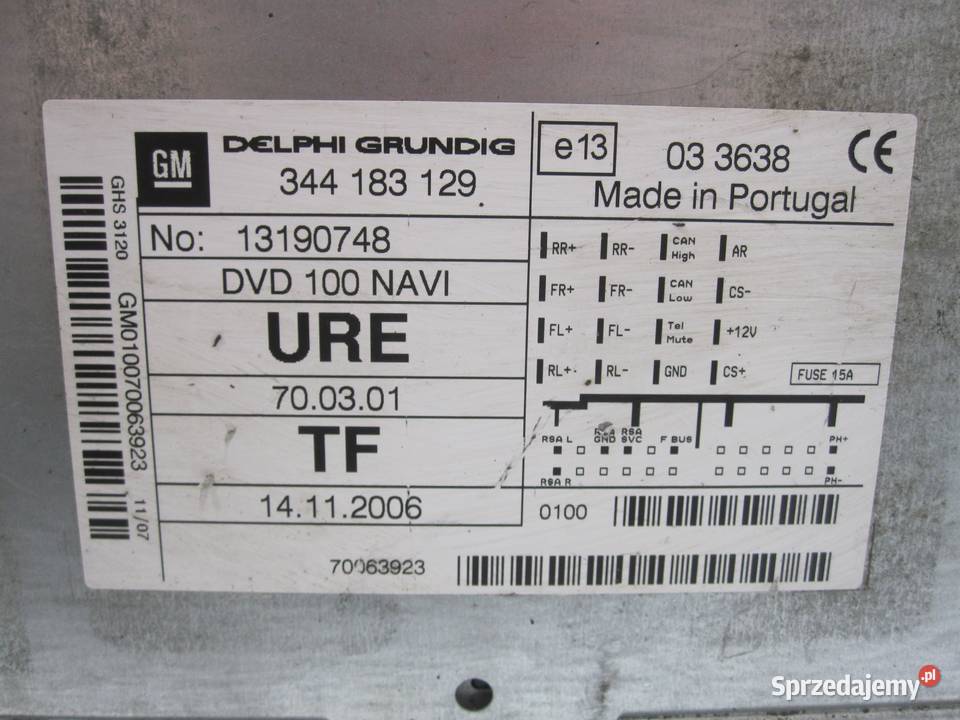 GM
DELPHI GRUNDIG
344 183 129
e13
03 3638
CE
Made in Portugal
No: 13190748
DVD 100 NAVI
URE
70.03.01
TF
14.11.2006
GHS 3120
GM010070063923
11/07
RR+ RR- CAN High AR
FR+ FR- CAN Low CS-
FL+ FL- Tel Mute +12V
RL+ RL- GND CS+
FUSE 15A
RSA L RSA GND RSA SVC F BUS PH+
RSA R PH-
0100
70063923
Sprzedajemy.pl